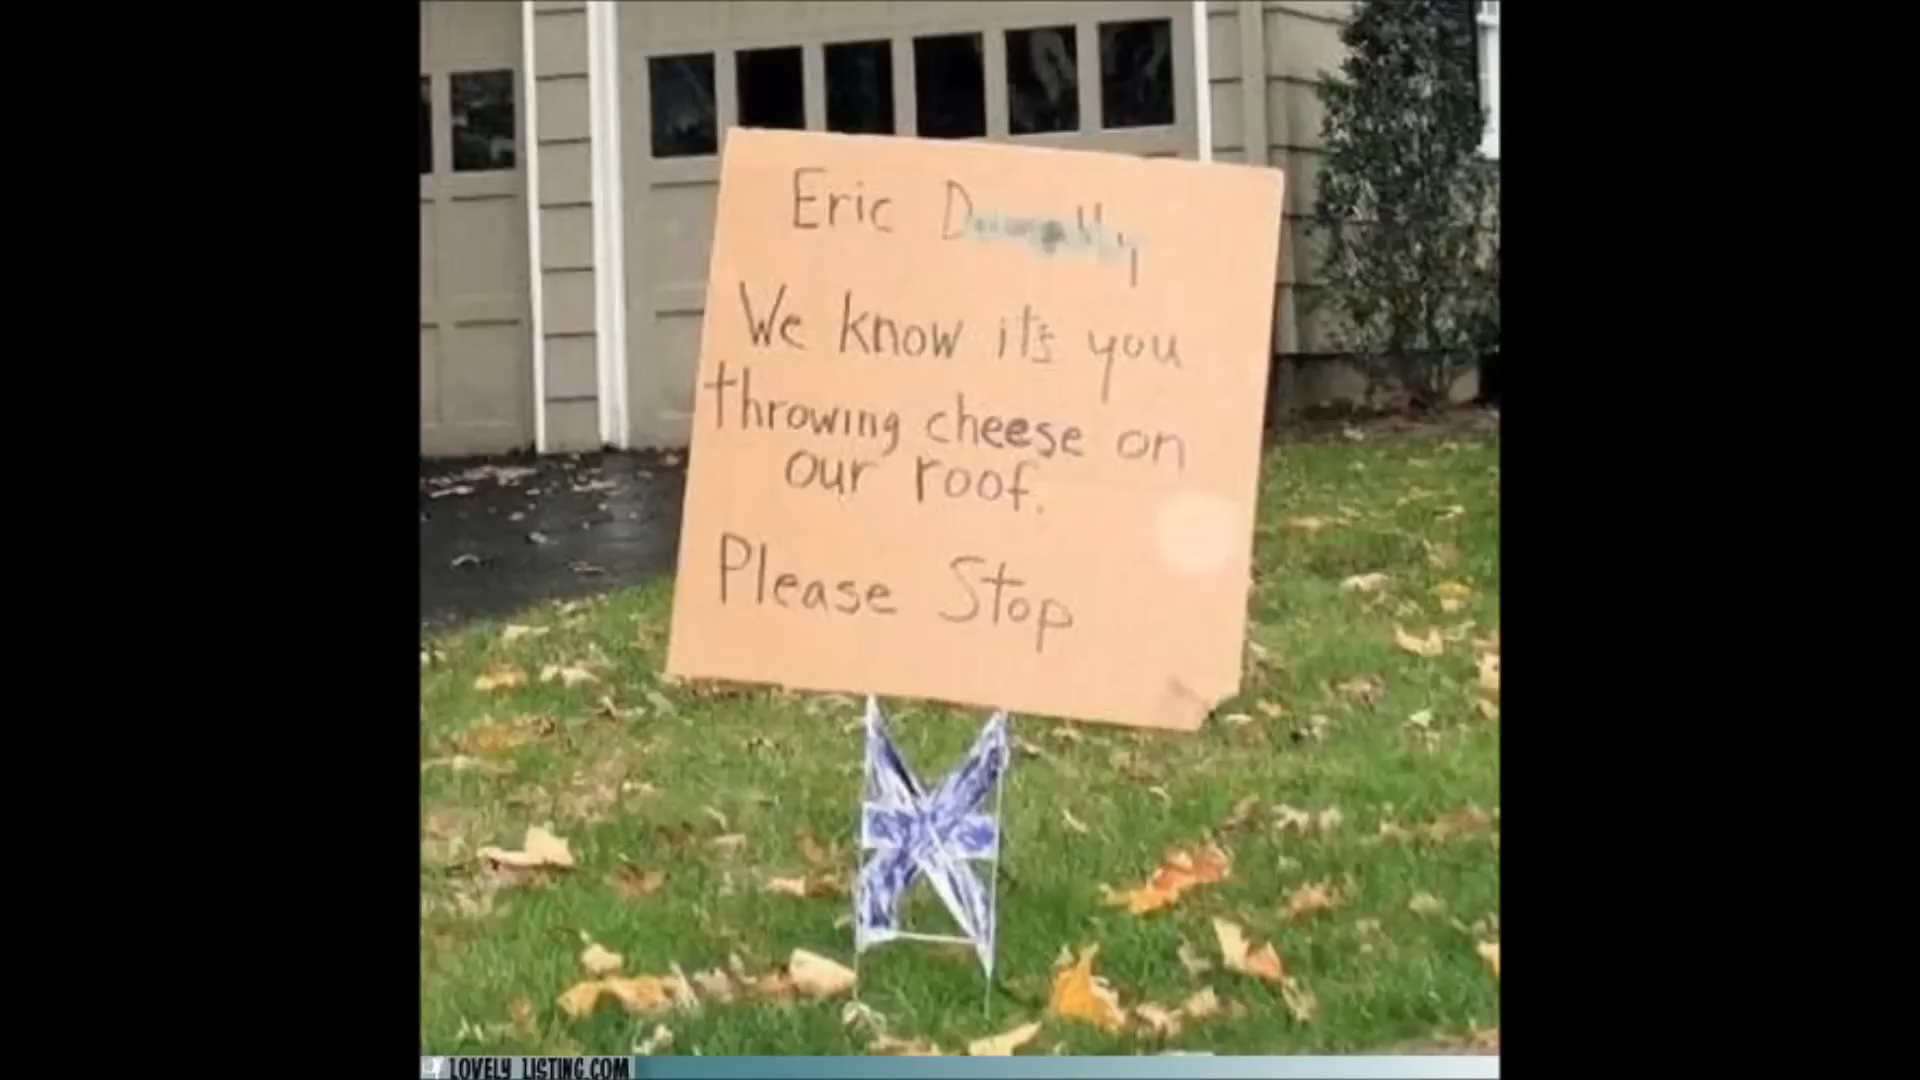 Eric
We know it's you
throwing cheese on
our roof.
Please Stop
LOVELY LISTING.COM